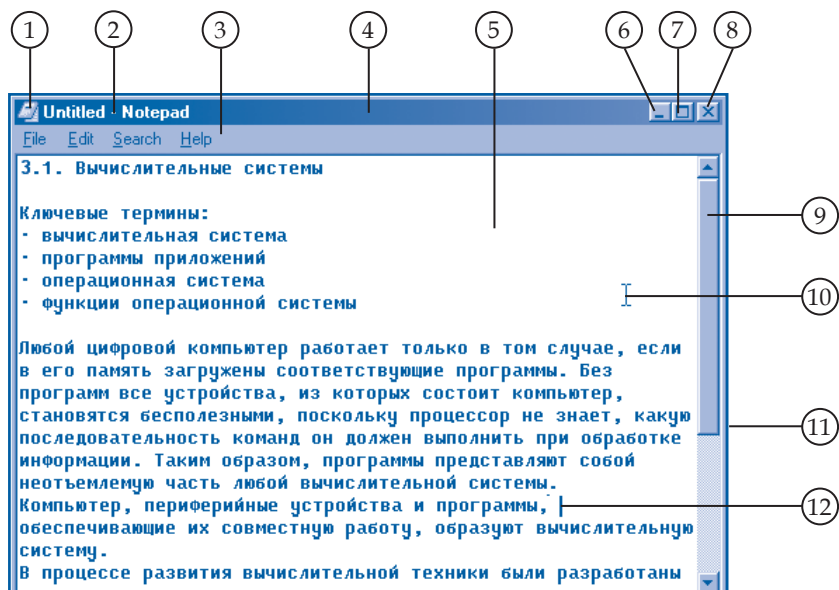 1 2 3 4 5 6 7 8
Untitled - Notepad
File Edit Search Help
3.1. Вычислительные системы
Ключевые термины:
- вычислительная система
- программы приложений
- операционная система
- функции операционной системы
9
10
Любой цифровой компьютер работает только в том случае, если
в его память загружены соответствующие программы. Без
программ все устройства, из которых состоит компьютер,
становятся бесполезными, поскольку процессор не знает, какую
последовательность команд он должен выполнить при обработке
11
информации. Таким образом, программы представляют собой
неотъемлемую часть любой вычислительной системы.
Компьютер, периферийные устройства и программы,
12
обеспечивающие их совместную работу, образуют вычислительную
систему.
В процессе развития вычислительной техники были разработаны